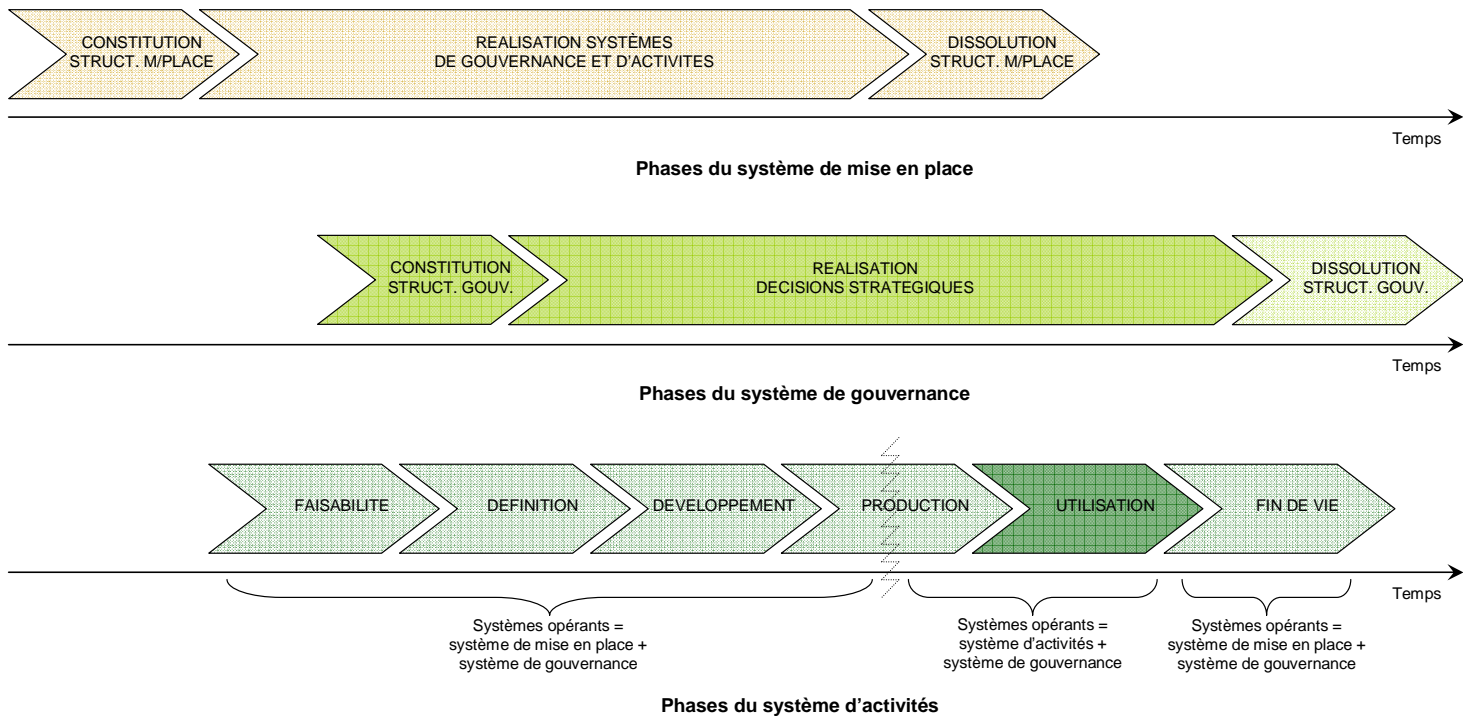 CONSTITUTION
STRUCT. M/PLACE
REALISATION SYSTÈMES
DE GOUVERNANCE ET D'ACTIVITES
DISSOLUTION
STRUCT. M/PLACE
Temps
Phases du système de mise en place
CONSTITUTION
STRUCT. GOUV.
REALISATION
DECISIONS STRATEGIQUES
DISSOLUTION
STRUCT. GOUV.
Temps
Phases du système de gouvernance
FAISABILITE
DEFINITION
DEVELOPPEMENT
PRODUCTION
UTILISATION
FIN DE VIE
Temps
Systèmes opérants =
système de mise en place +
système de gouvernance
Systèmes opérants =
système d'activités +
système de gouvernance
Systèmes opérants =
système de mise en place +
système de gouvernance
Phases du système d'activités